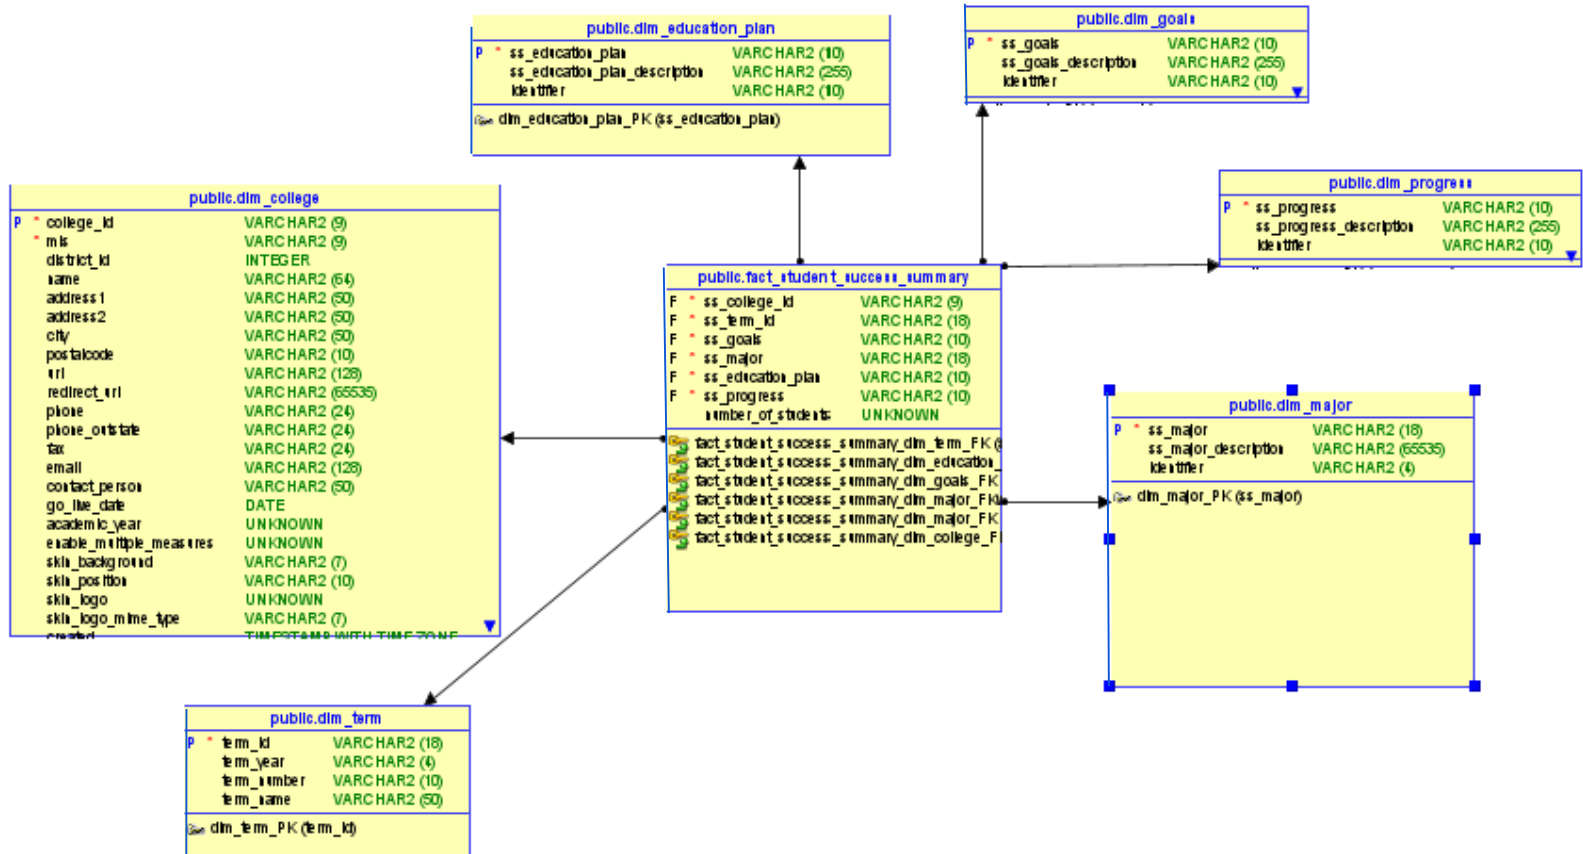 public.dim_education_plan
P * ss_education_plan VARCHAR2 (10)
ss_education_plan_description VARCHAR2 (255)
identifier VARCHAR2 (10)
dim_education_plan_PK (ss_education_plan)
public.dim_goals
P * ss_goals VARCHAR2 (10)
ss_goals_description VARCHAR2 (255)
identifier VARCHAR2 (10)
public.dim_college
P * college_id VARCHAR2 (9)
* mis VARCHAR2 (9)
district_id INTEGER
name VARCHAR2 (64)
address1 VARCHAR2 (50)
address2 VARCHAR2 (50)
city VARCHAR2 (50)
postalcode VARCHAR2 (10)
url VARCHAR2 (128)
redirect_url VARCHAR2 (65535)
phone VARCHAR2 (24)
phone_outstate VARCHAR2 (24)
fax VARCHAR2 (24)
email VARCHAR2 (128)
contact_person VARCHAR2 (50)
go_live_date DATE
academic_year UNKNOWN
enable_multiple_measures UNKNOWN
skin_background VARCHAR2 (7)
skin_position VARCHAR2 (10)
skin_logo UNKNOWN
skin_logo_mime_type VARCHAR2 (7)
created TIMESTAMP WITH TIME ZONE
public.dim_progress
P * ss_progress VARCHAR2 (10)
ss_progress_description VARCHAR2 (255)
identifier VARCHAR2 (10)
public.fact_student_success_summary
F * ss_college_id VARCHAR2 (9)
F * ss_term_id VARCHAR2 (18)
F * ss_goals VARCHAR2 (10)
F * ss_major VARCHAR2 (18)
F * ss_education_plan VARCHAR2 (10)
F * ss_progress VARCHAR2 (10)
number_of_students UNKNOWN
fact_student_success_summary_dim_term_FK (
fact_student_success_summary_dim_education_
fact_student_success_summary_dim_goals_FK
fact_student_success_summary_dim_major_FK
fact_student_success_summary_dim_major_FK
fact_student_success_summary_dim_college_F
public.dim_major
P * ss_major VARCHAR2 (18)
ss_major_description VARCHAR2 (65535)
identifier VARCHAR2 (4)
dim_major_PK (ss_major)
public.dim_term
P * term_id VARCHAR2 (18)
term_year VARCHAR2 (4)
term_number VARCHAR2 (10)
term_name VARCHAR2 (50)
dim_term_PK (term_id)